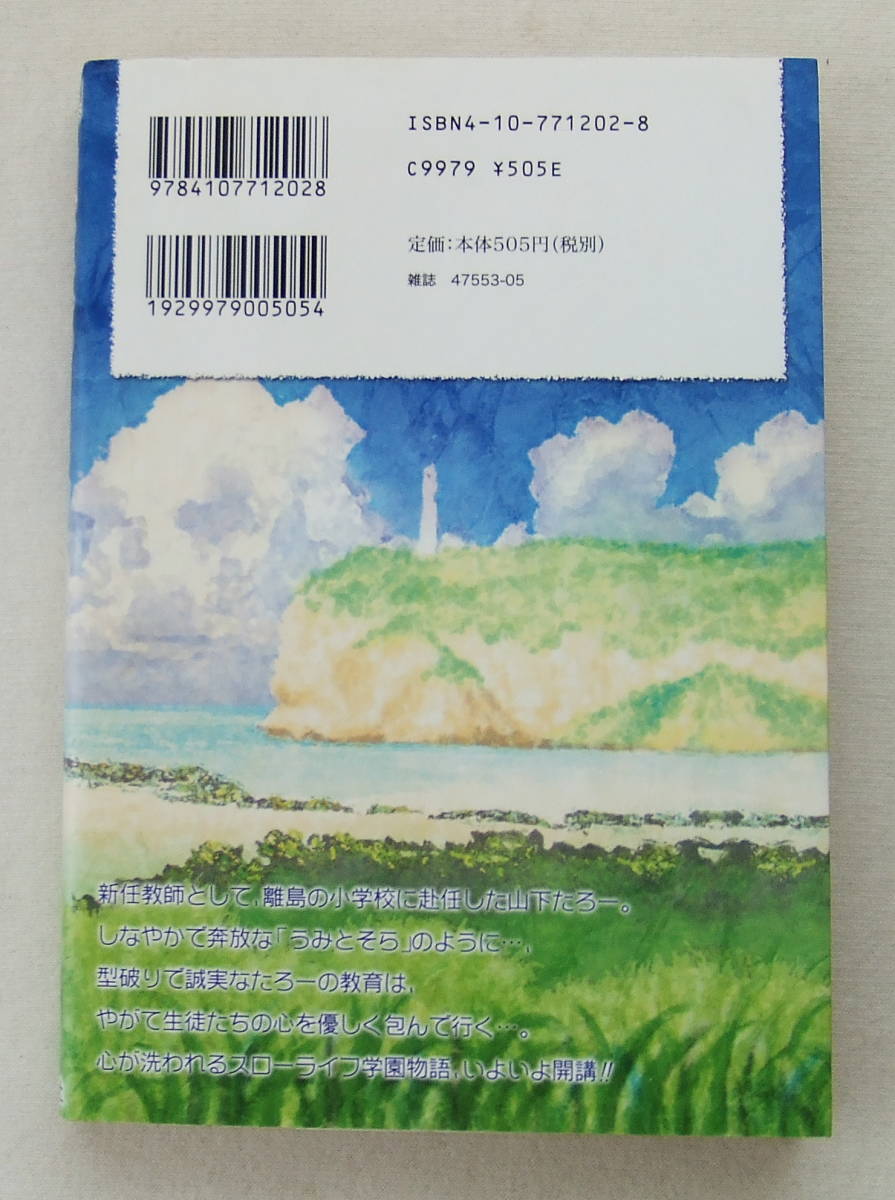 ISBN4-10-771202-8
C9979 ¥505E
9784107712028
定価：本体505円（税別）
雑誌 47553-05
1929979005054
新任教師として、離島の小学校に赴任した山下たろー。
しなやかで奔放な「うみとそら」のように…、
型破りで誠実なたろーの教育は、
やがて生徒たちの心を優しく包んで行く…。
心が洗われるスローライフ学園物語、いよいよ開講!!